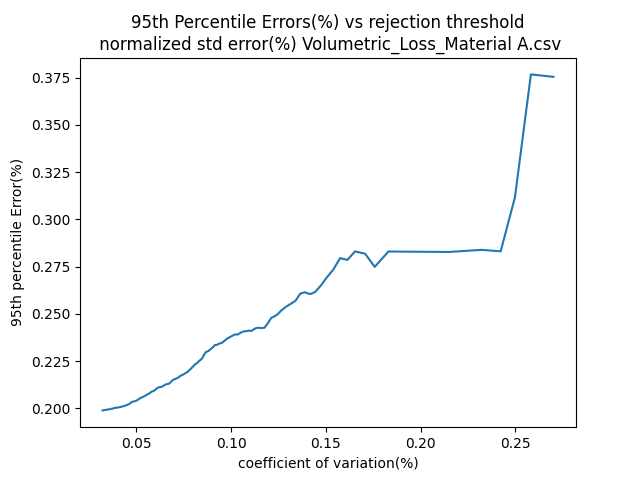 95th Percentile Errors(%) vs rejection threshold
normalized std error(%) Volumetric_Loss_Material A.csv
0.375
0.350
0.325
0.300
0.275
0.250
0.225
0.200
95th percentile Error(%)
0.05 0.10 0.15 0.20 0.25
coefficient of variation(%)